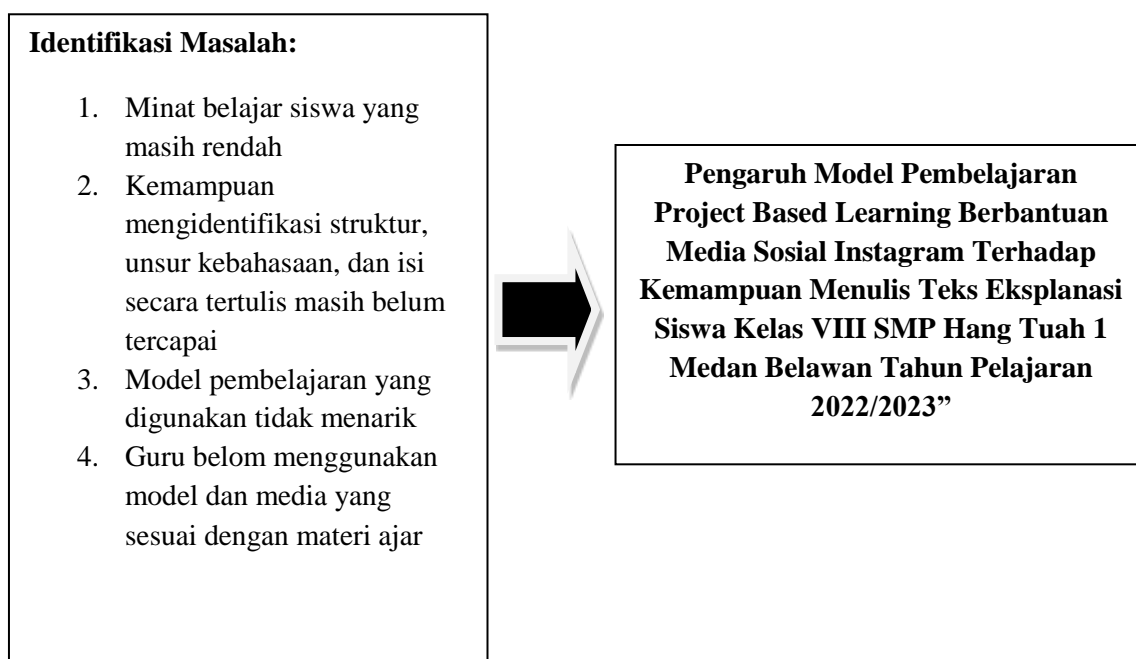 Identifikasi Masalah:
1. Minat belajar siswa yang
masih rendah
2. Kemampuan
mengidentifikasi struktur,
unsur kebahasaan, dan isi
secara tertulis masih belum
tercapai
3. Model pembelajaran yang
digunakan tidak menarik
4. Guru belom menggunakan
model dan media yang
sesuai dengan materi ajar
Pengaruh Model Pembelajaran
Project Based Learning Berbantuan
Media Sosial Instagram Terhadap
Kemampuan Menulis Teks Eksplanasi
Siswa Kelas VIII SMP Hang Tuah 1
Medan Belawan Tahun Pelajaran
2022/2023”